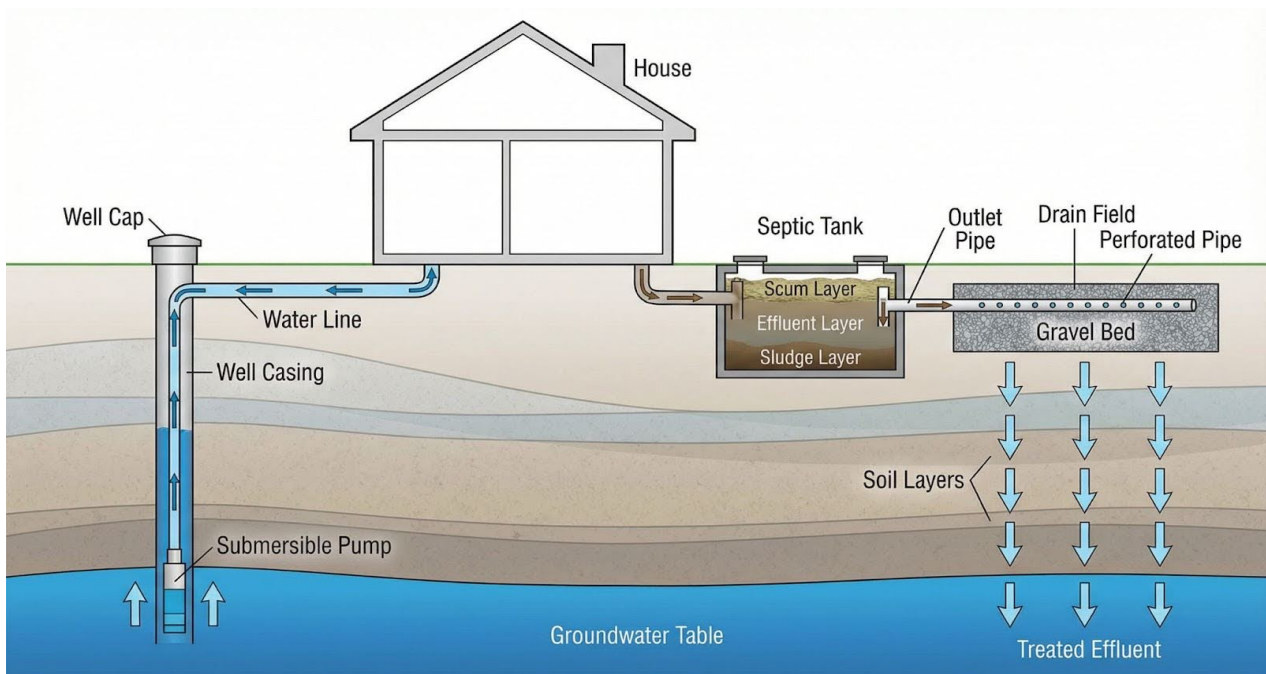 House
Well Cap
Septic Tank
Outlet
Pipe
Drain Field
Perforated Pipe
Water Line
Scum Layer
Effluent Layer
Sludge Layer
Gravel Bed
Well Casing
Soil Layers
Submersible Pump
Groundwater Table
Treated Effluent